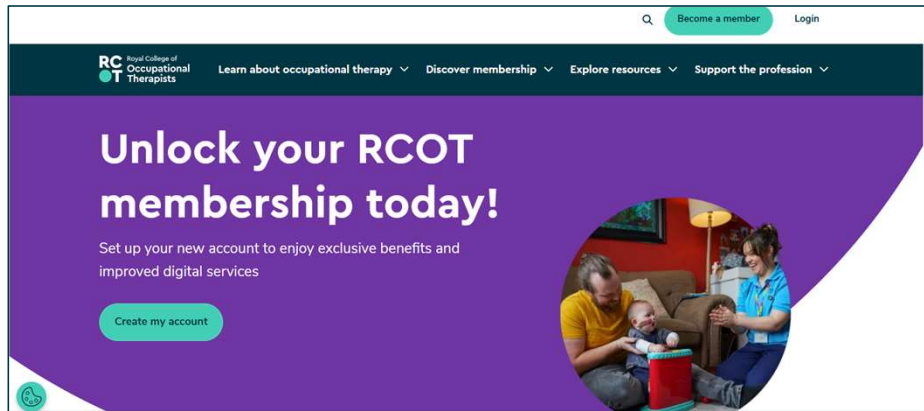 Become a member
Login
RC
OT
Royal College of
Occupational
Therapists
Learn about occupational therapy
Discover membership
Explore resources
Support the profession
Unlock your RCOT
membership today!
Set up your new account to enjoy exclusive benefits and
improved digital services
Create my account